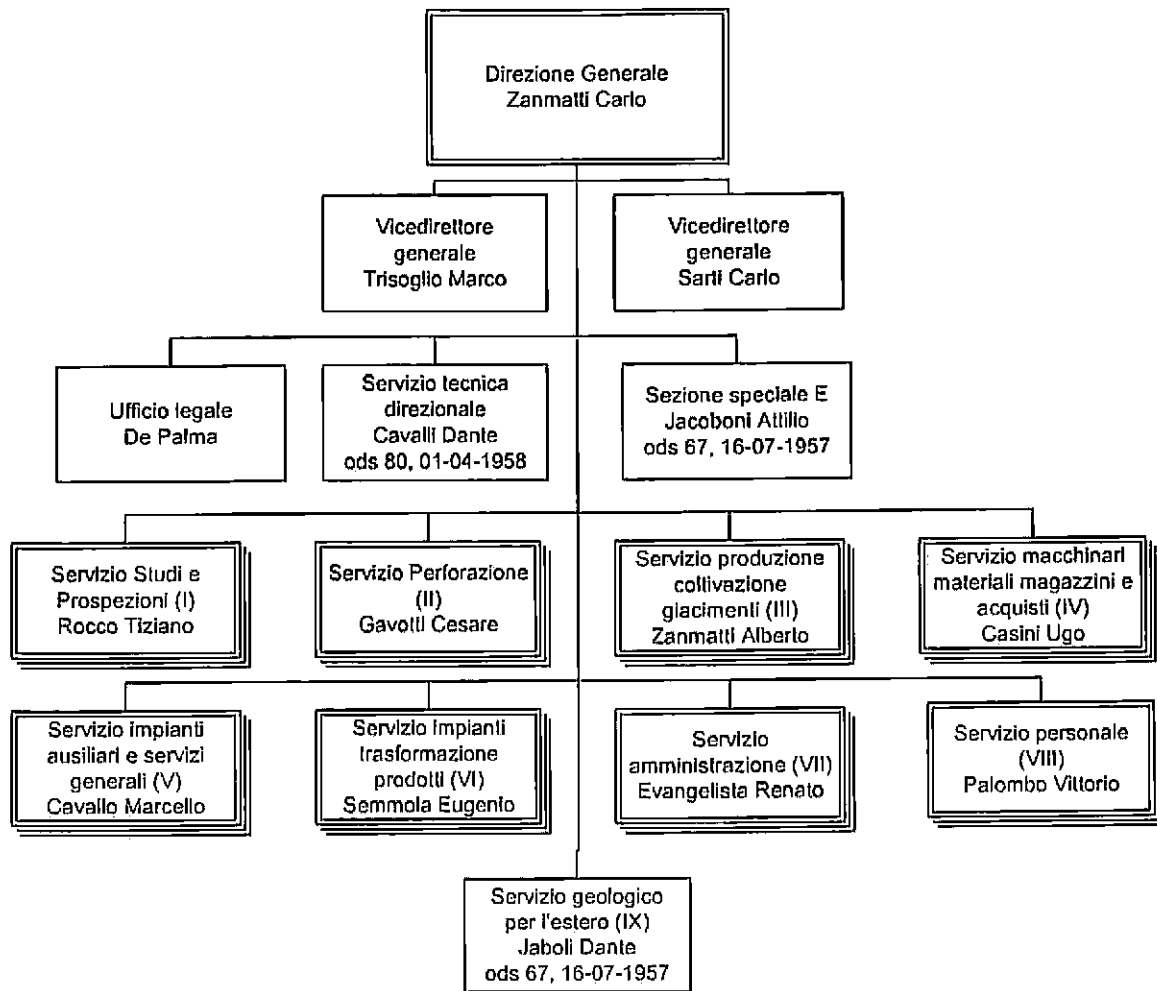 Direzione Generale
Zanmatti Carlo
Vicedirettore
generale
Trisoglio Marco
Vicedirettore
generale
Sarti Carlo
Ufficio legale
De Palma
Servizio tecnica
direzionale
Cavalli Dante
ods 80, 01-04-1958
Sezione speciale E
Jacoboni Attilio
ods 67, 16-07-1957
Servizio Studi e
Prospezioni (I)
Rocco Tiziano
Servizio Perforazione
(II)
Gavotti Cesare
Servizio produzione
coltivazione
giacimenti (III)
Zanmatti Alberto
Servizio macchinari
materiali magazzini e
acquisti (IV)
Casini Ugo
Servizio impianti
ausiliari e servizi
generali (V)
Cavallo Marcello
Servizio impianti
trasformazione
prodotti (VI)
Semmola Eugenio
Servizio
amministrazione (VII)
Evangelista Renato
Servizio personale
(VIII)
Palombo Vittorio
Servizio geologico
per l'estero (IX)
Jaboli Dante
ods 67, 16-07-1957